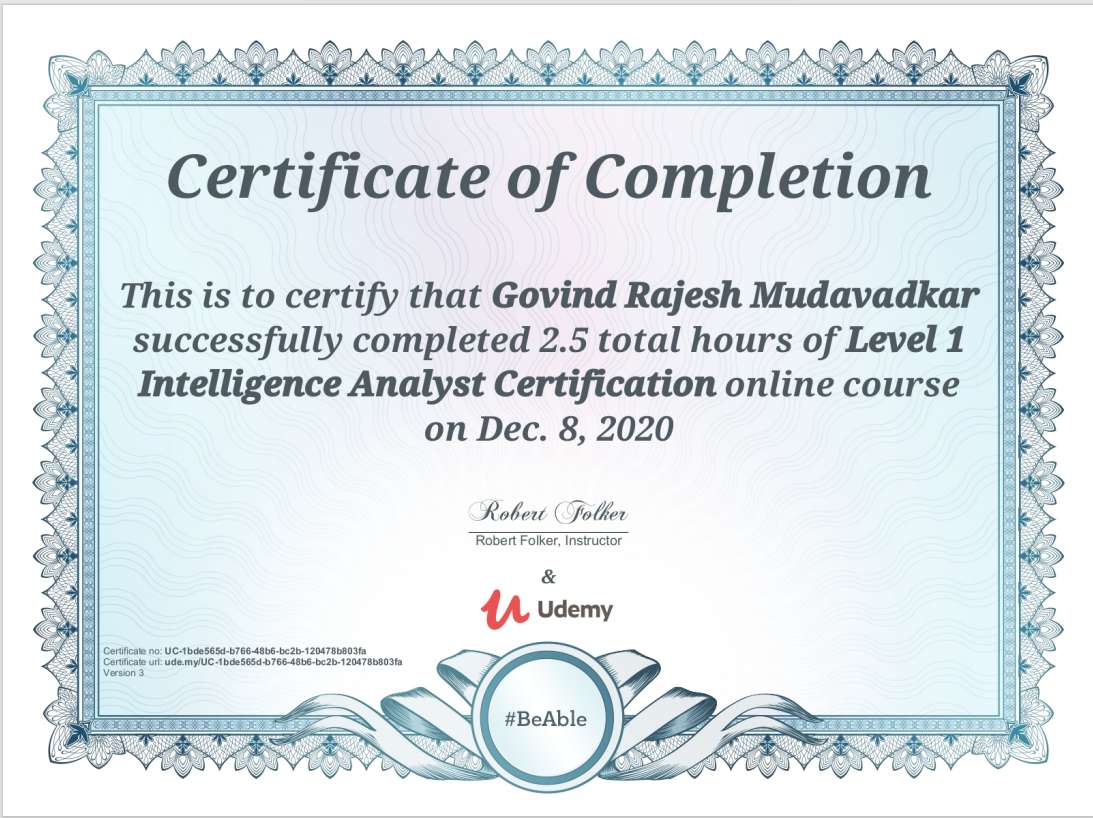 Certificate of Completion
This is to certify that Govind Rajesh Mudavadkar
successfully completed 2.5 total hours of Level 1
Intelligence Analyst Certification online course
on Dec. 8, 2020
Robert Folker
Robert Folker, Instructor
&
Udemy
Certificate no: UC-1bde565d-b766-48b6-bc2b-120478b803fa
Certificate url: ude.my/UC-1bde565d-b766-48b6-bc2b-120478b803fa
Version 3
#BeAble